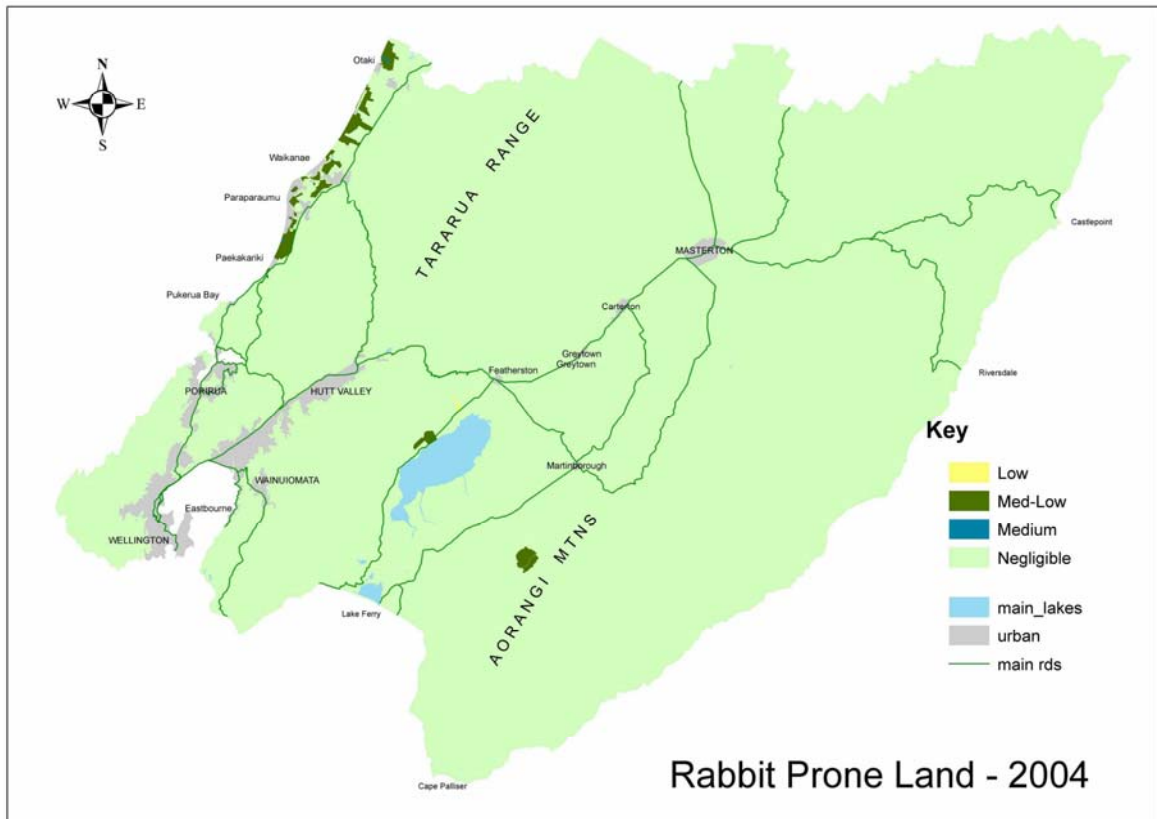 N
W E
S
Otaki
Waikanae
Paraparaumu
Paekakariki
Pukerua Bay
TARARUA RANGE
Castlepoint
MASTERTON
Carterton
Greytown
Greytown
Featherston
Riversdale
PORIRUA
HUTT VALLEY
Martinborough
WAINUIOMATA
Eastbourne
WELLINGTON
Lake Ferry
AORANGI MTNS
Cape Palliser
Key
Low
Med-Low
Medium
Negligible
main_lakes
urban
main rds
Rabbit Prone Land - 2004